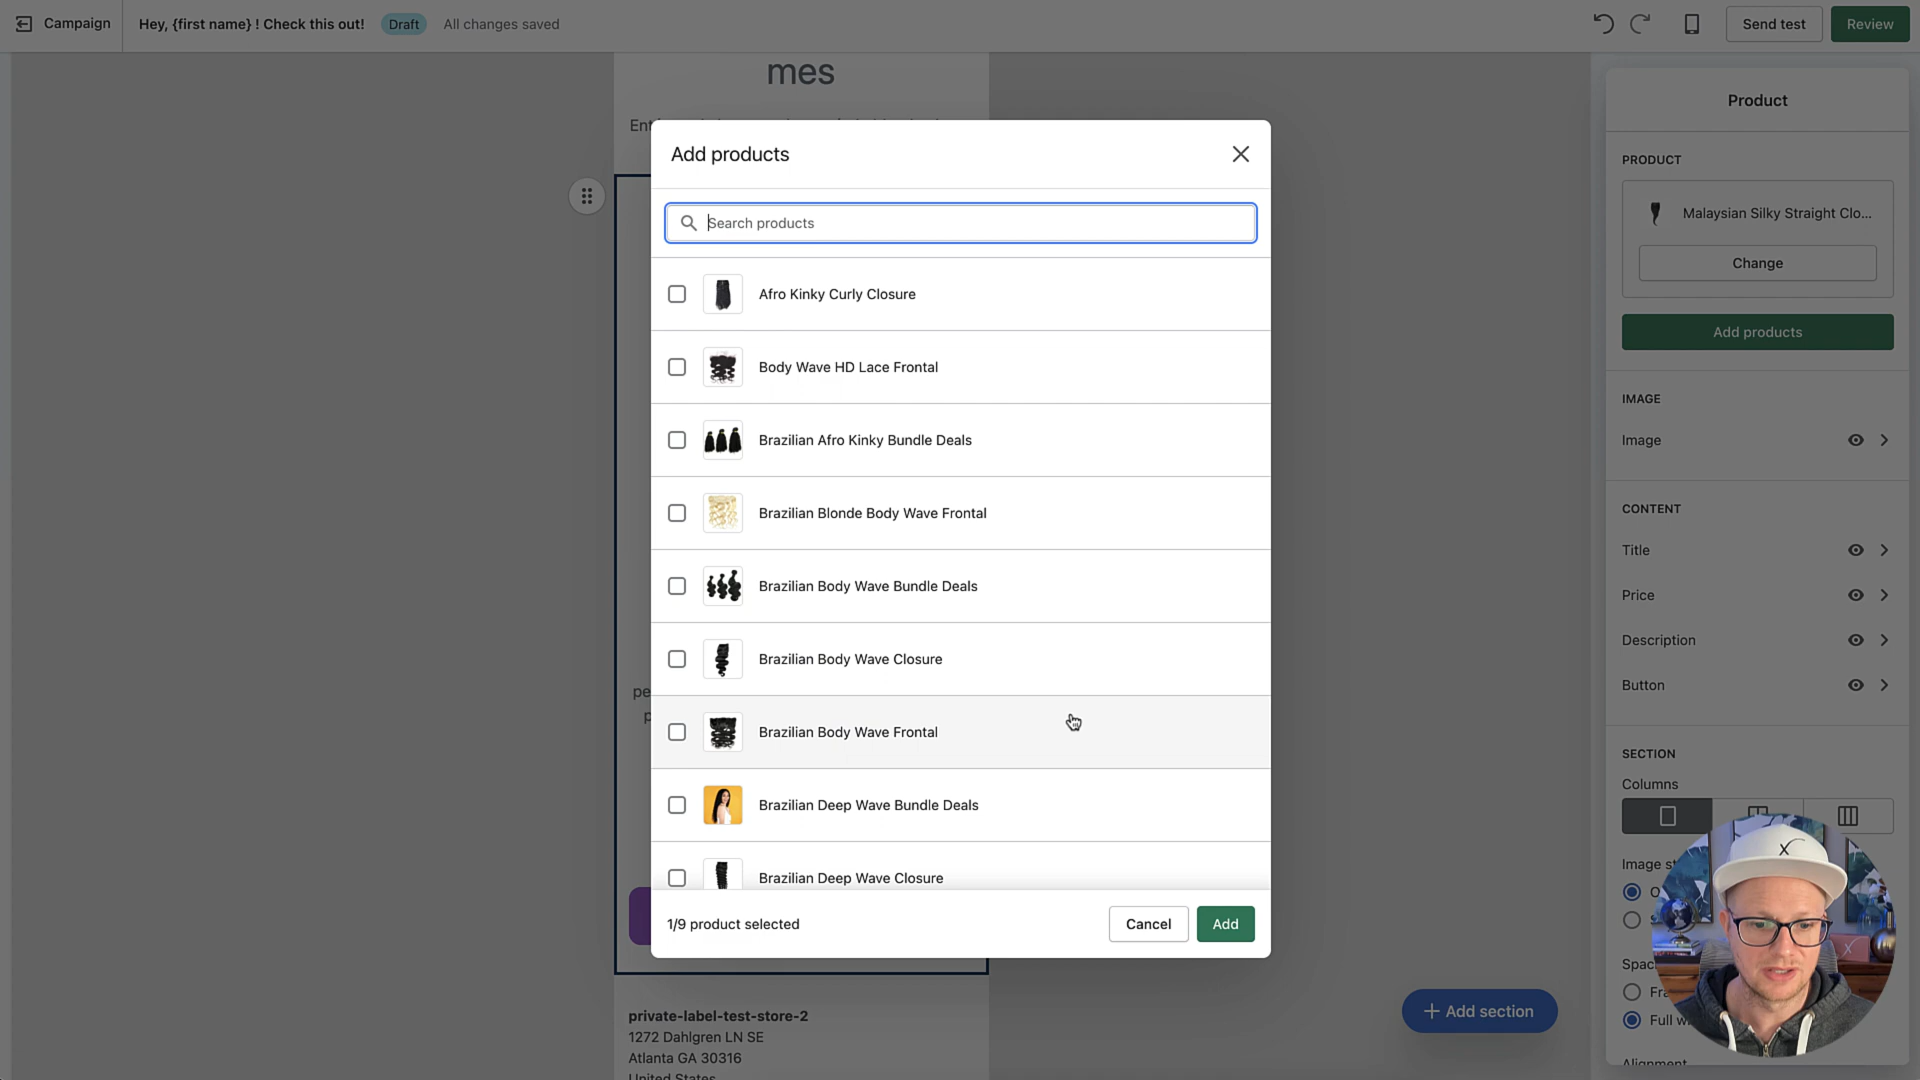 Campaign
Hey, {first name} ! Check this out!
Draft
All changes saved
Send test
Review
mes
Add products
Search products
Afro Kinky Curly Closure
Body Wave HD Lace Frontal
Brazilian Afro Kinky Bundle Deals
Brazilian Blonde Body Wave Frontal
Brazilian Body Wave Bundle Deals
Brazilian Body Wave Closure
Brazilian Body Wave Frontal
Brazilian Deep Wave Bundle Deals
Brazilian Deep Wave Closure
1/9 product selected
Cancel
Add
private-label-test-store-2
1272 Dahlgren LN SE
Atlanta GA 30316
United States
+ Add section
Product
PRODUCT
Malaysian Silky Straight Clo...
Change
Add products
IMAGE
Image
CONTENT
Title
Price
Description
Button
SECTION
Columns
Image
Full
Alignment
X